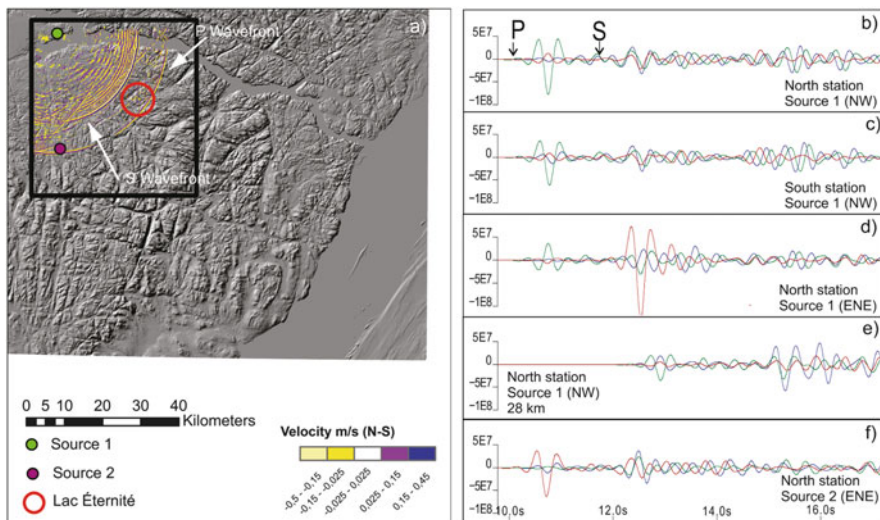 a)
P Wavefront
S Wavefront
0 5 10 20 30 40
Kilometers
Source 1
Source 2
Lac Éternité
Velocity m/s (N-S)
-0,5 - -0,15
-0,15 - -0,025
-0,025 - 0,025
0,025 - 0,15
0,15 - 0,45
P
S
b)
5E7
0
-5E7
-1E8
North station
Source 1 (NW)
c)
5E7
0
-5E7
-1E8
South station
Source 1 (NW)
d)
5E7
0
-5E7
-1E8
North station
Source 1 (ENE)
e)
5E7
0
-5E7
-1E8
North station
Source 1 (NW)
28 km
f)
5E7
0
-5E7
-1E8
North station
Source 2 (ENE)
10,0s 12,0s 14,0s 16,0s